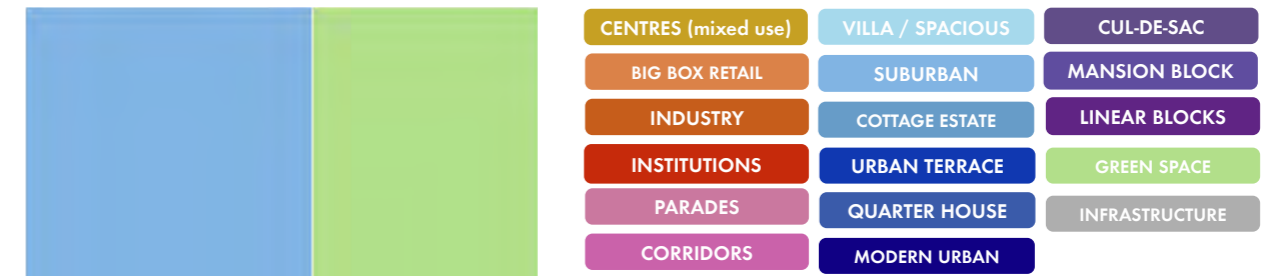 CENTRES (mixed use)
VILLA / SPACIOUS
CUL-DE-SAC
BIG BOX RETAIL
SUBURBAN
MANSION BLOCK
INDUSTRY
COTTAGE ESTATE
LINEAR BLOCKS
INSTITUTIONS
URBAN TERRACE
GREEN SPACE
PARADES
QUARTER HOUSE
INFRASTRUCTURE
CORRIDORS
MODERN URBAN